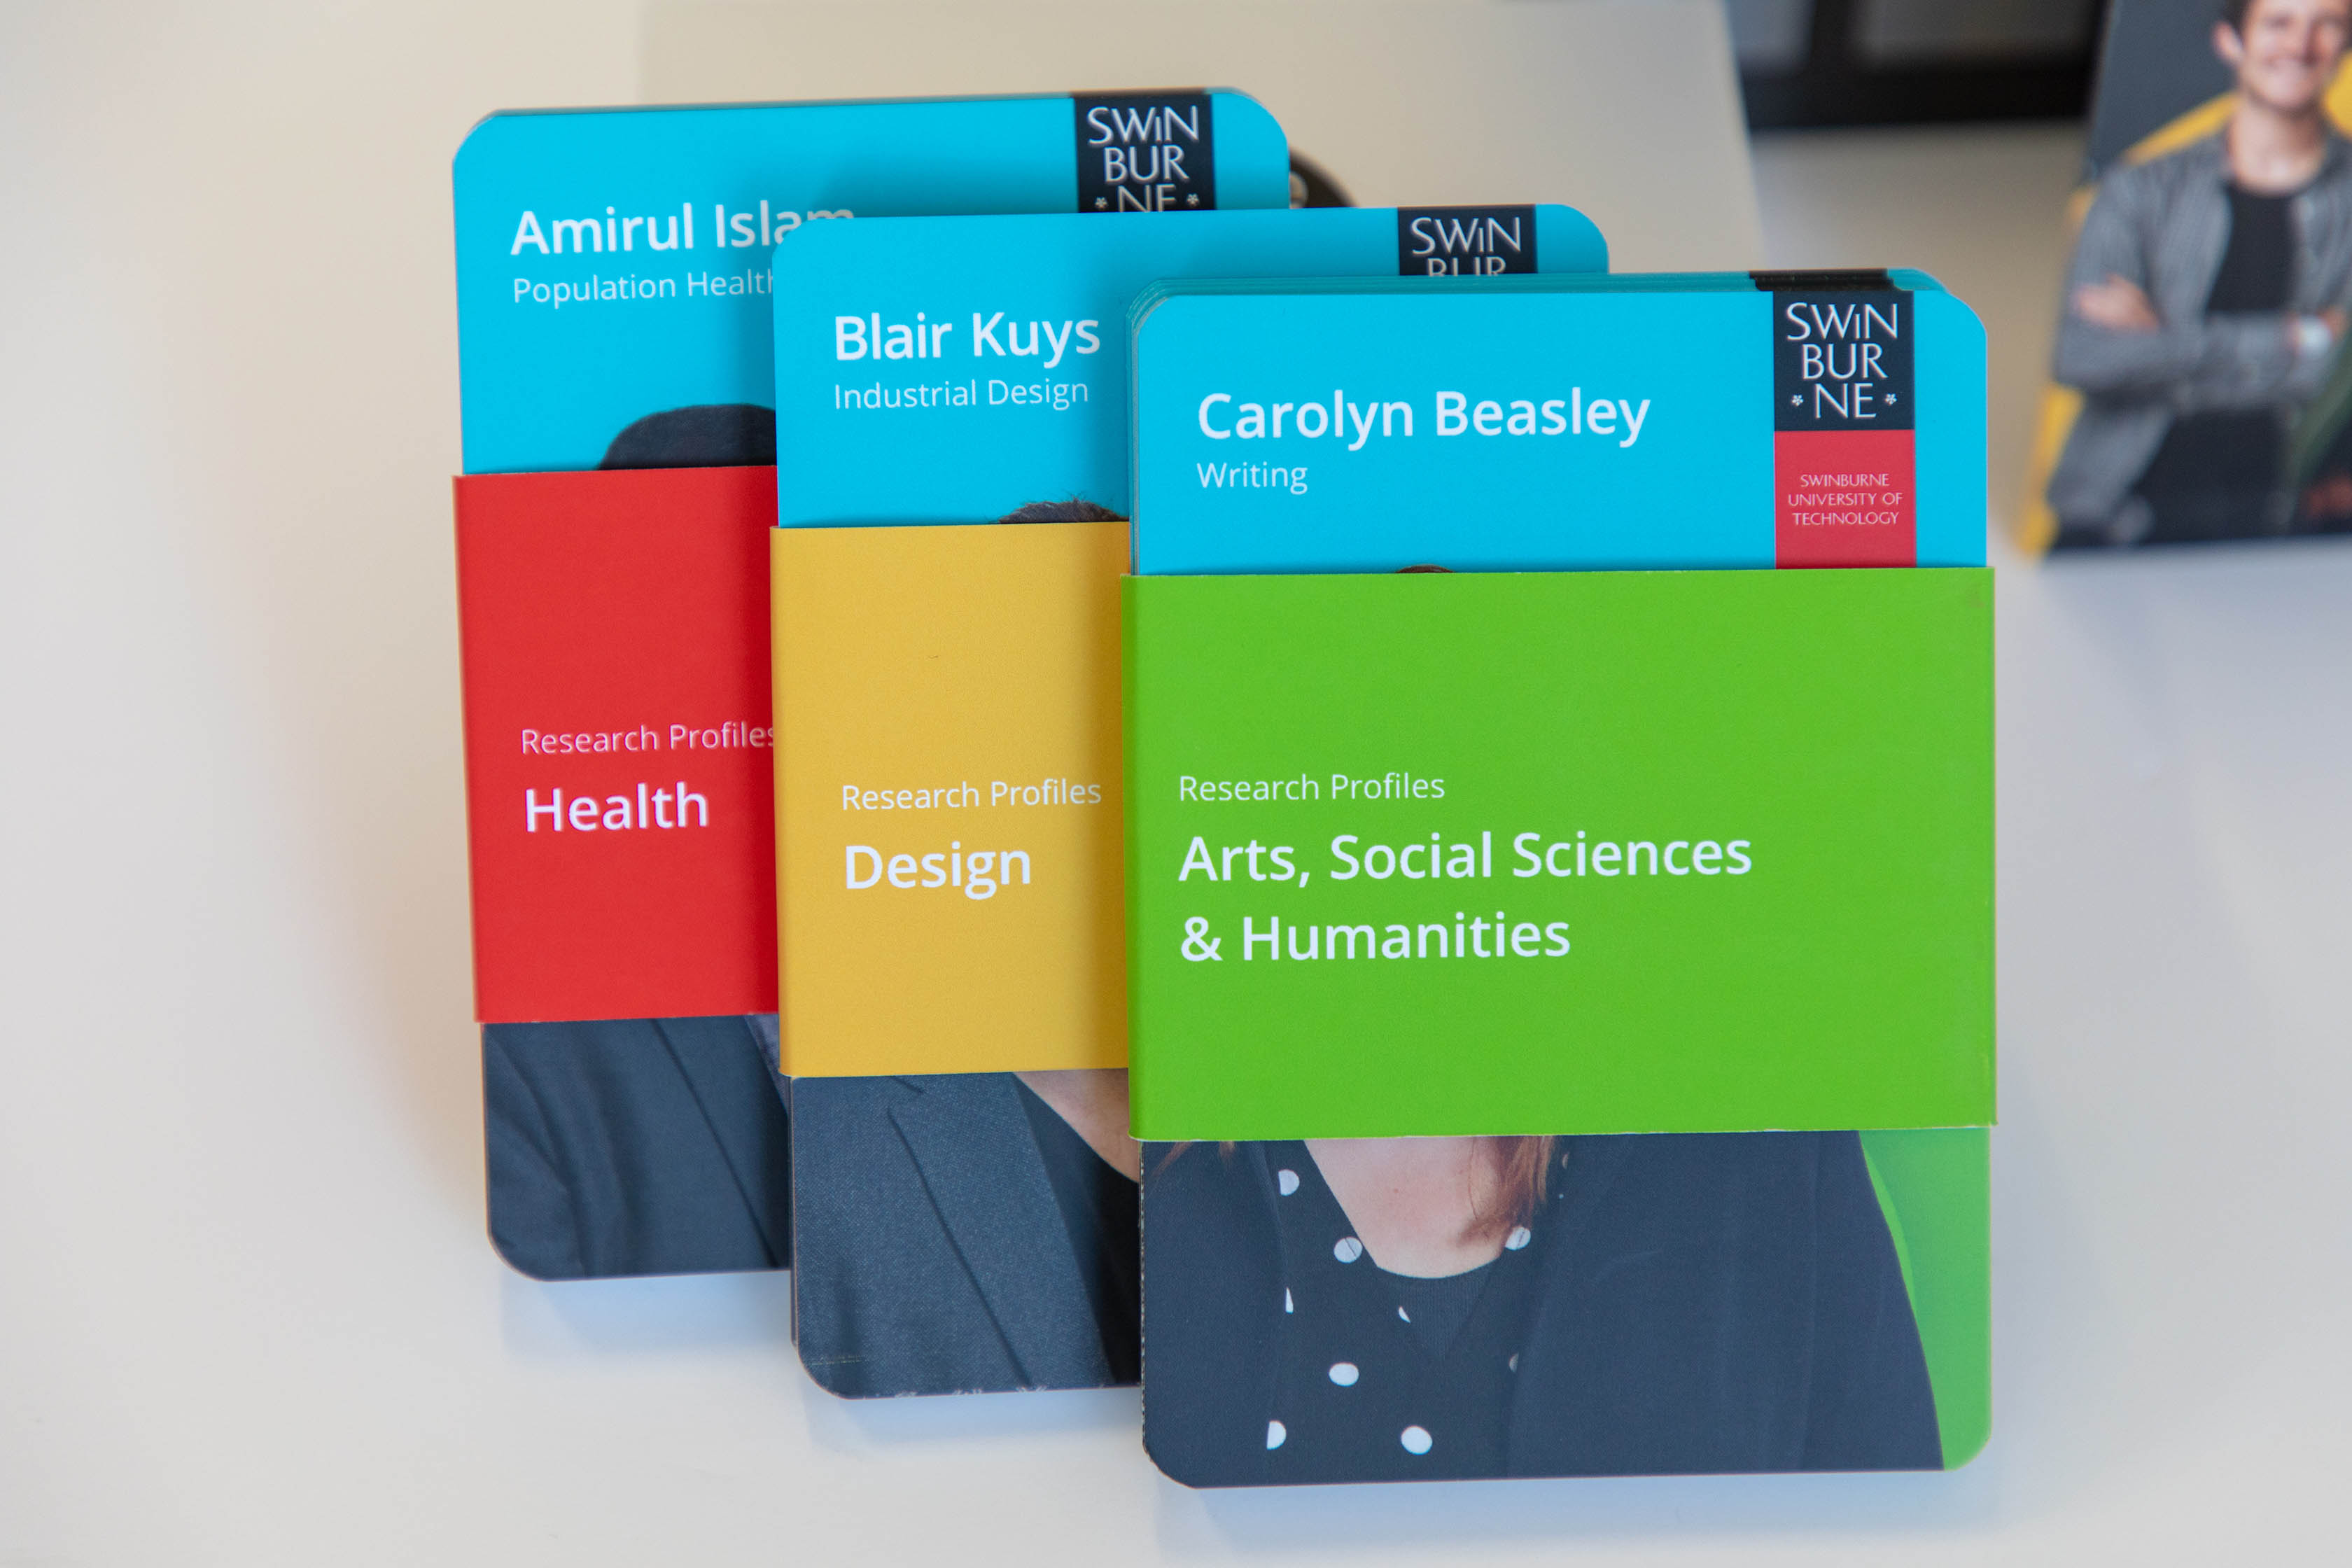 Amirul Islam
Population Health
SWiN
BUR
NE
Research Profiles
Health
Blair Kuys
Industrial Design
SWiN
BUR
Research Profiles
Design
Carolyn Beasley
Writing
SWiN
BUR
NE
SWINBURNE
UNIVERSITY OF
TECHNOLOGY
Research Profiles
Arts, Social Sciences
& Humanities